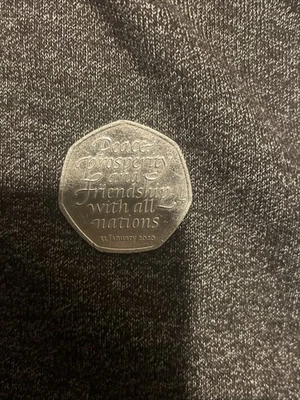 Peace,
prosperity
and
friendship
with all
nations
31 January 2020